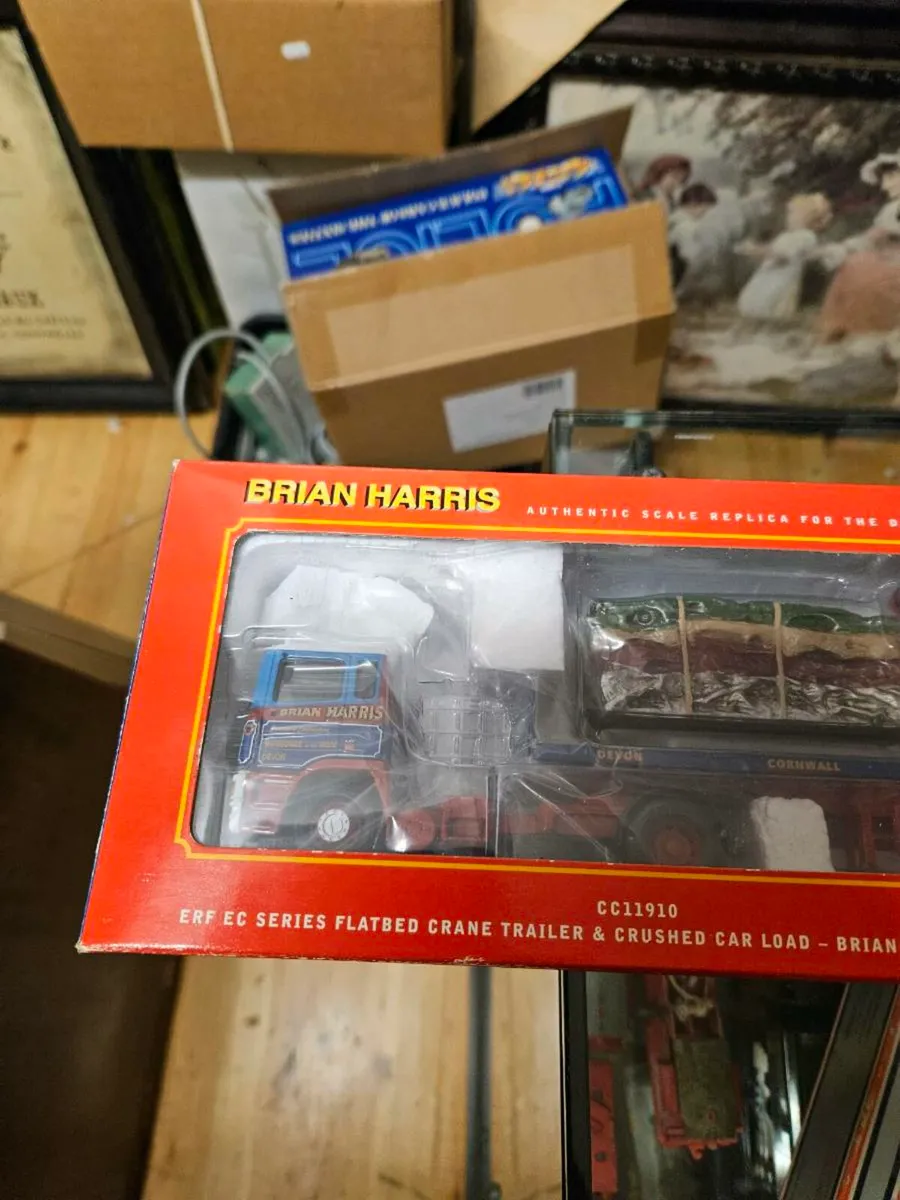 BRIAN HARRIS
AUTHENTIC SCALE REPLICA FOR THE
BRIAN HARRIS
DEVON
DEVON CORNWALL
CC11910
ERF EC SERIES FLATBED CRANE TRAILER & CRUSHED CAR LOAD – BRIAN